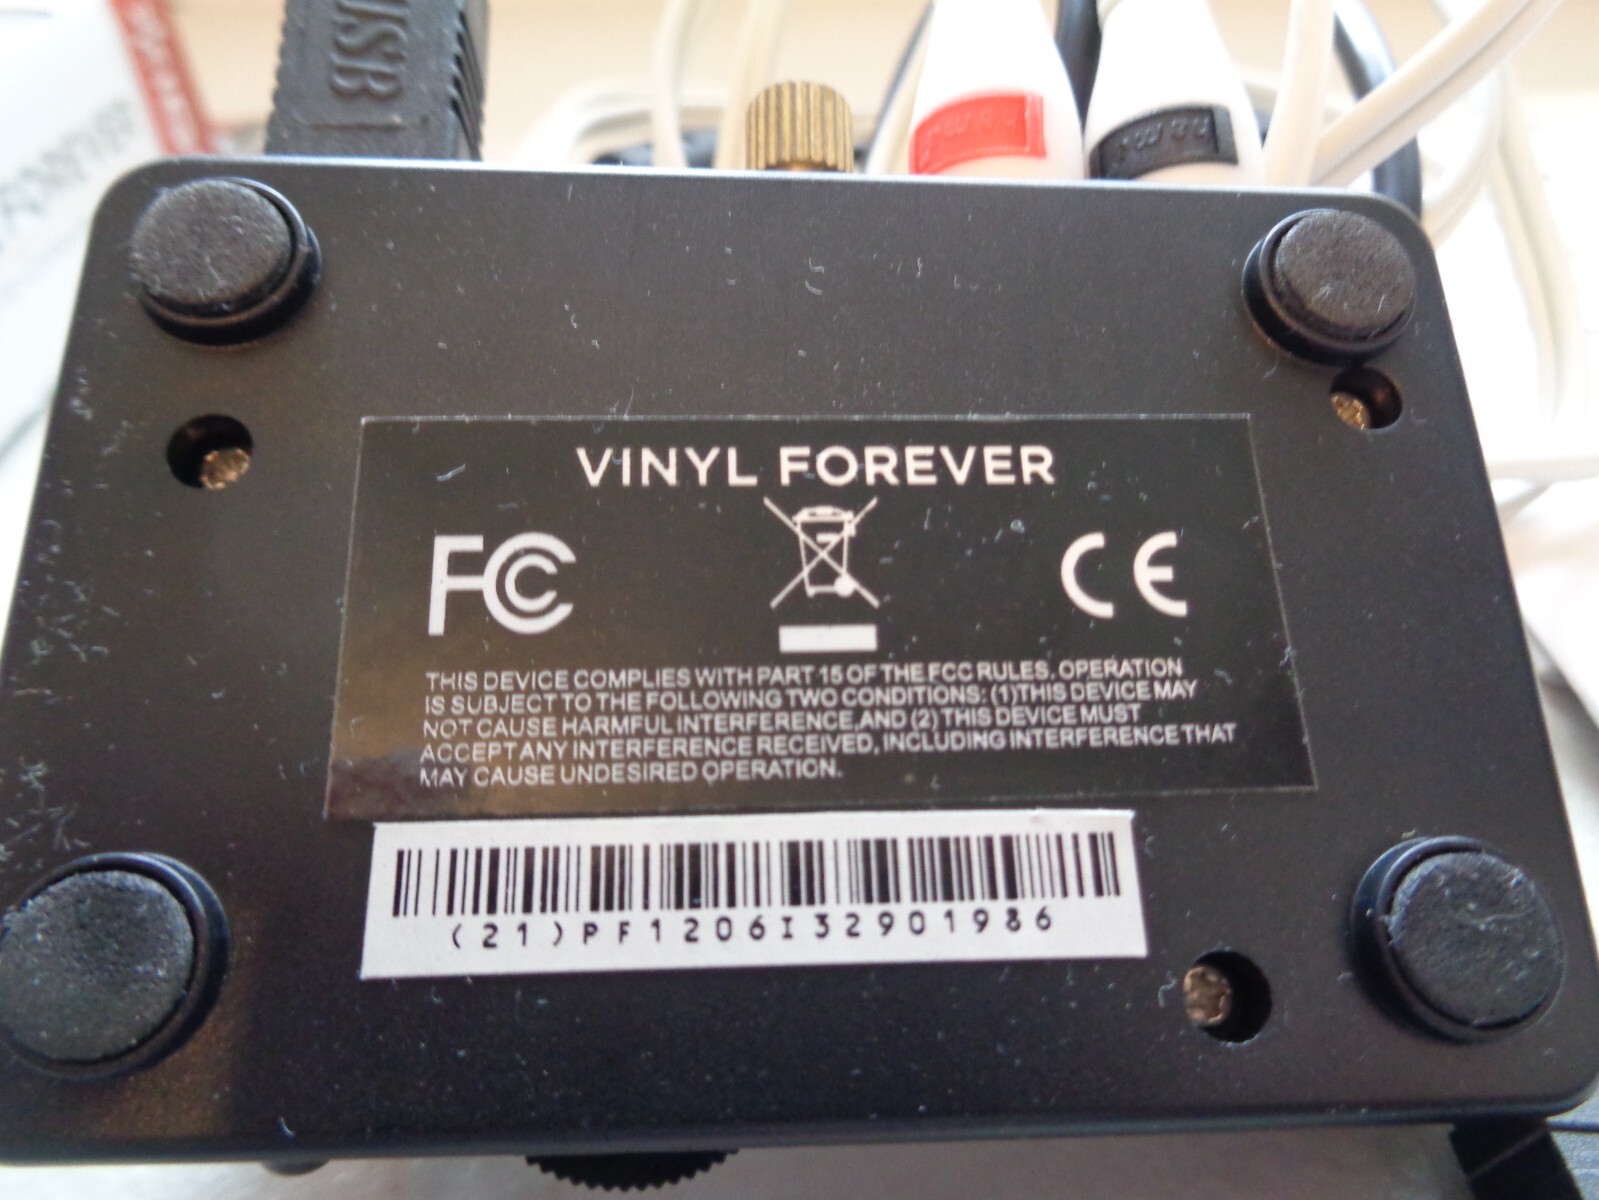 USB
VINYL FOREVER
FC CE
THIS DEVICE COMPLIES WITH PART 15 OF THE FCC RULES. OPERATION
IS SUBJECT TO THE FOLLOWING TWO CONDITIONS: (1)THIS DEVICE MAY
NOT CAUSE HARMFUL INTERFERENCE,AND (2) THIS DEVICE MUST
ACCEPT ANY INTERFERENCE RECEIVED, INCLUDING INTERFERENCE THAT
MAY CAUSE UNDESIRED OPERATION.
(21)PF1206I32901986